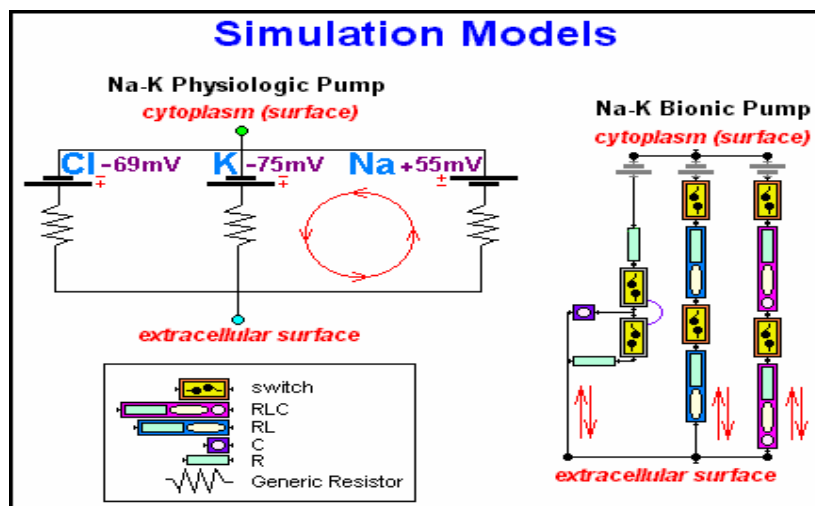 Simulation Models
Na-K Physiologic Pump
cytoplasm (surface)
Cl -69mV K -75mV Na +55mV
extracellular surface
Na-K Bionic Pump
cytoplasm (surface)
extracellular surface
switch
RLC
RL
C
R
Generic Resistor